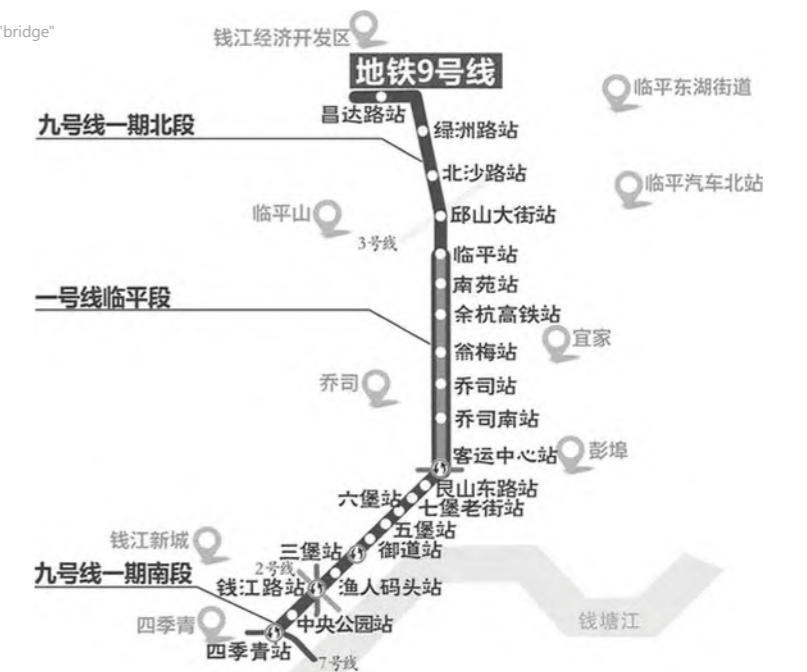 "bridge"
钱江经济开发区
地铁9号线
临平东湖街道
昌达路站
九号线一期北段
绿洲路站
北沙路站
临平汽车北站
临平山
邱山大街站
3号线
临平站
南苑站
一号线临平段
余杭高铁站
宜家
翁梅站
乔司
乔司站
乔司南站
客运中心站
彭埠
艮山东路站
六堡站
七堡老街站
五堡站
钱江新城
三堡站
御道站
2号线
九号线一期南段
钱江路站
渔人码头站
四季青
中央公园站
钱塘江
四季青站
7号线